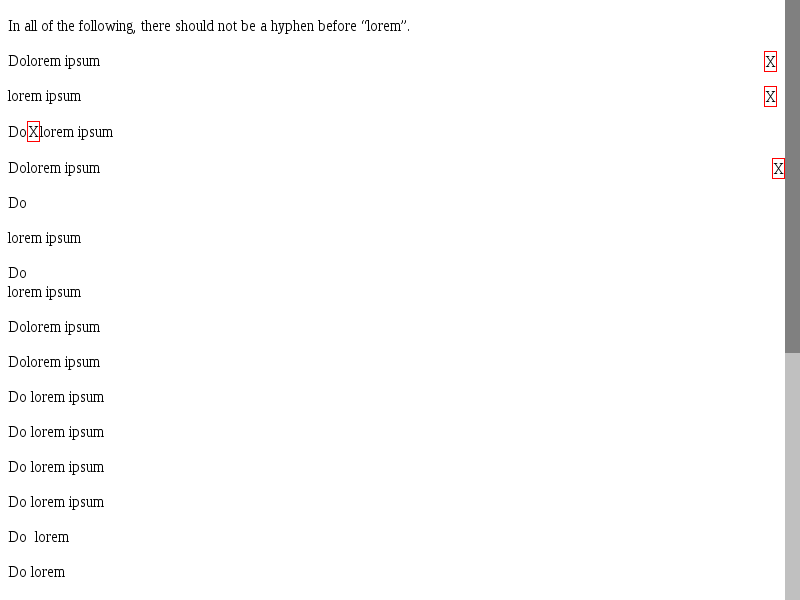 In all of the following, there should not be a hyphen before “lorem”.
Dolorem ipsum X
lorem ipsum X
DoXlorem ipsum
Dolorem ipsum X
Do
lorem ipsum
Do
lorem ipsum
Dolorem ipsum
Dolorem ipsum
Do lorem ipsum
Do lorem ipsum
Do lorem ipsum
Do lorem ipsum
Do  lorem
Do lorem